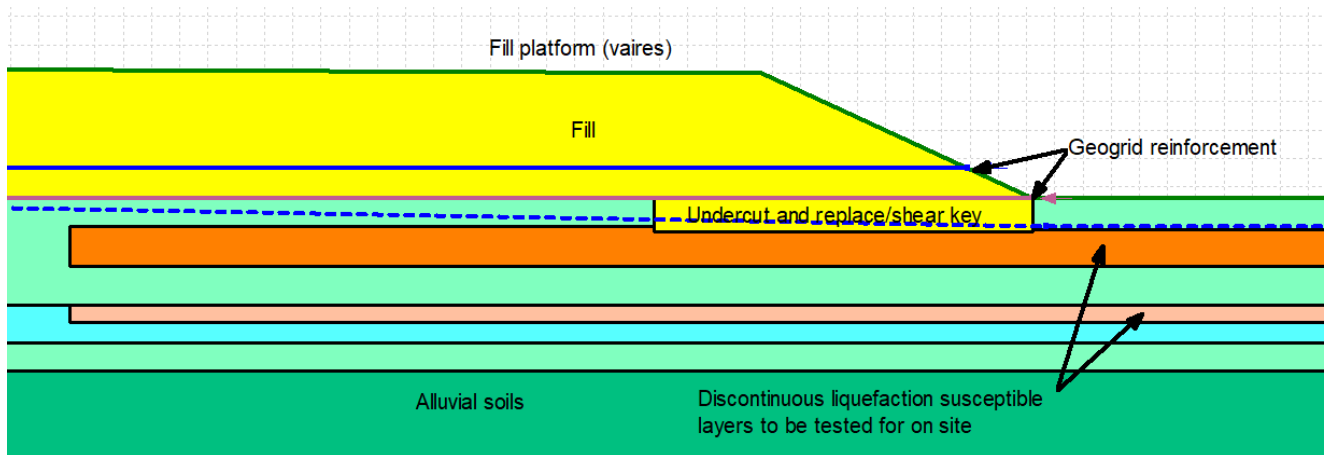 Fill platform (vaires)
Fill
Geogrid reinforcement
Undercut and replace/shear key
Alluvial soils
Discontinuous liquefaction susceptible
layers to be tested for on site